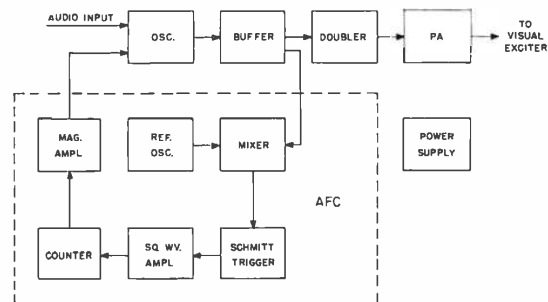 AUDIO INPUT
OSC.
BUFFER
DOUBLER
PA
TO
VISUAL
EXCITER
MAG.
AMPL
REF.
OSC.
MIXER
POWER
SUPPLY
AFC
COUNTER
SQ WV.
AMPL
SCHMITT
TRIGGER